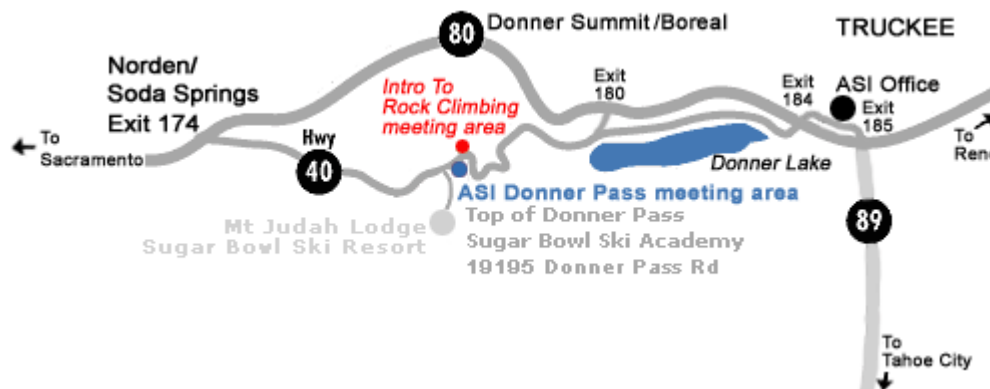 80
Donner Summit/Boreal
TRUCKEE
Norden/
Soda Springs
Exit 174
Intro To
Rock Climbing
meeting area
Exit
180
Exit
184
ASI Office
Exit
185
To
Sacramento
Hwy
40
To
Reno
Donner Lake
ASI Donner Pass meeting area
Mt Judah Lodge
Sugar Bowl Ski Resort
Top of Donner Pass
Sugar Bowl Ski Academy
19195 Donner Pass Rd
89
To
Tahoe City